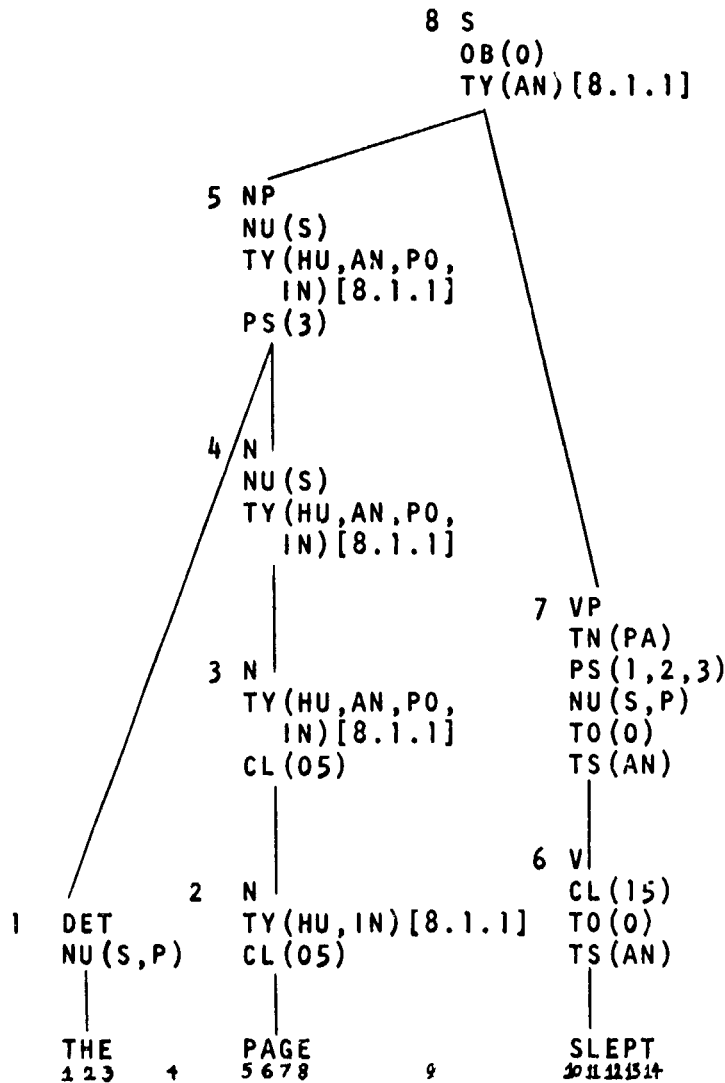 8 S
OB(O)
TY(AN)[8.1.1]
5 NP
NU(S)
TY(HU,AN,PO,
IN)[8.1.1]
PS(3)
4 N
NU(S)
TY(HU,AN,PO,
IN)[8.1.1]
7 VP
TN(PA)
PS(1,2,3)
NU(S,P)
TO(O)
TS(AN)
3 N
TY(HU,AN,PO,
IN)[8.1.1]
CL(05)
6 V
CL(15)
TO(O)
TS(AN)
2 N
TY(HU,IN)[8.1.1]
CL(05)
1 DET
NU(S,P)
THE PAGE SLEPT
1 2 3 4 5 6 7 8 9 10 11 12 13 14